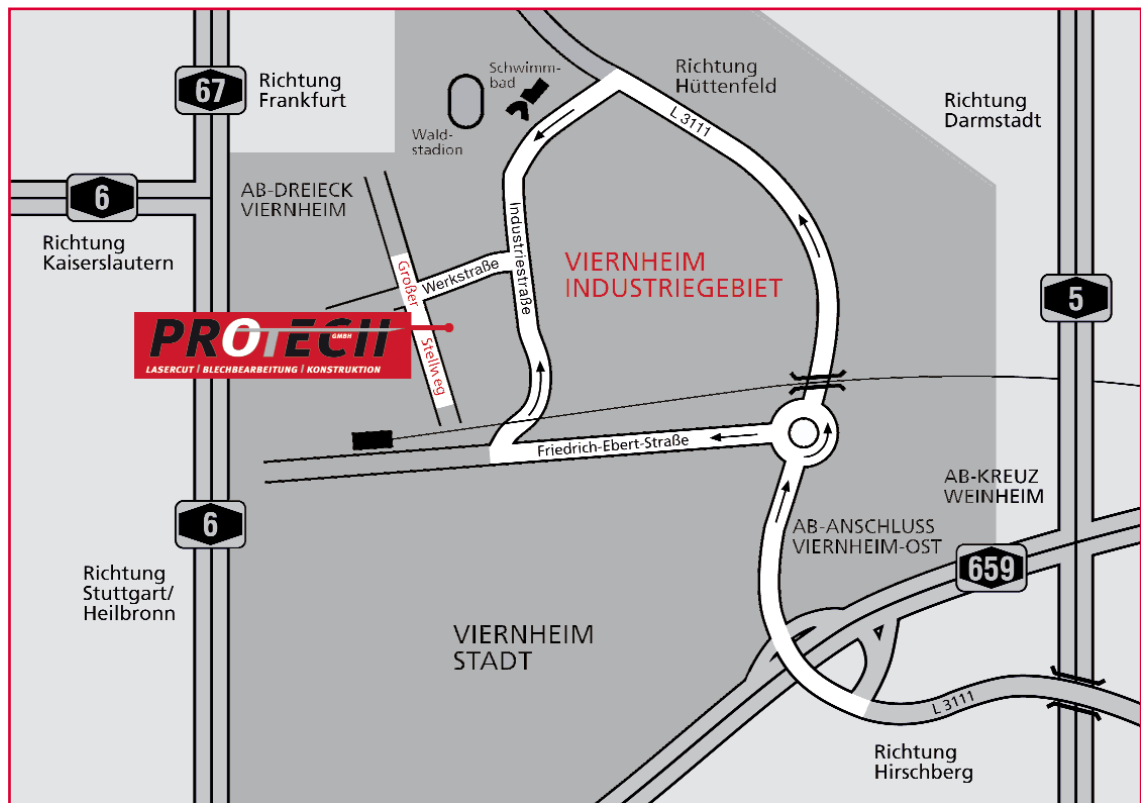 67
Richtung
Frankfurt
Schwimm-
bad
Wald-
stadion
Richtung
Hüttenfeld
L 3111
Richtung
Darmstadt
6
AB-DREIECK
VIERNHEIM
Richtung
Kaiserslautern
Industriestraße
Werkstraße
Großer
Stellweg
VIERNHEIM
INDUSTRIEGEBIET
5
PROTECH
GMBH
LASERCUT | BLECHBEARBEITUNG | KONSTRUKTION
Friedrich-Ebert-Straße
6
AB-KREUZ
WEINHEIM
AB-ANSCHLUSS
VIERNHEIM-OST
659
Richtung
Stuttgart/
Heilbronn
VIERNHEIM
STADT
L 3111
Richtung
Hirschberg